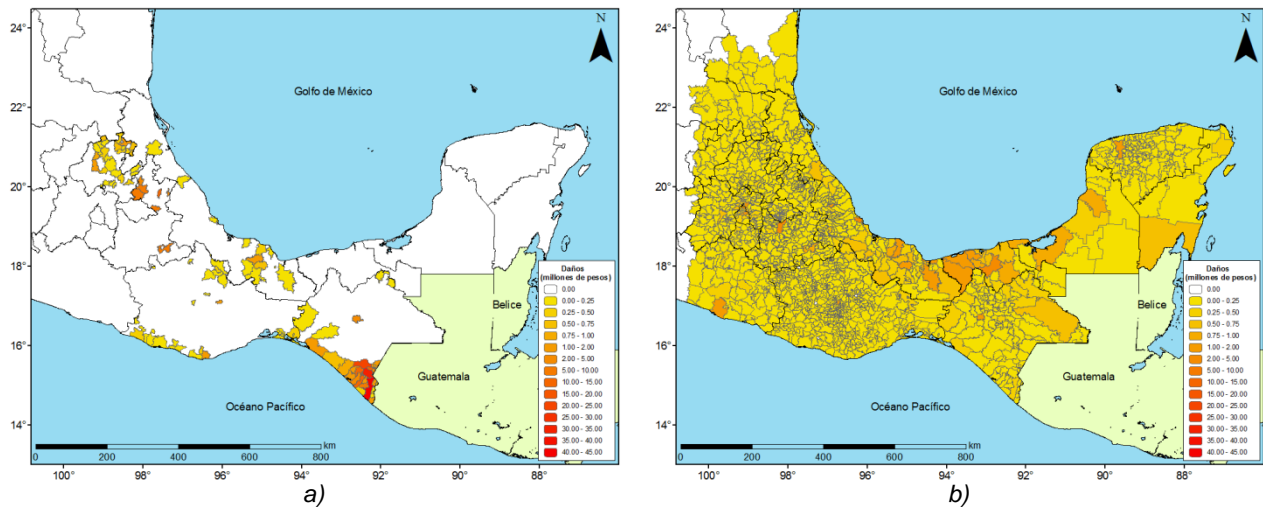 24°
22°
20°
18°
16°
14°
100°
98°
96°
94°
92°
90°
88°
N
Golfo de México
Belice
Guatemala
Océano Pacífico
0
200
400
600
800
km
Daños
(millones de pesos)
0.00
0.00 - 0.25
0.25 - 0.50
0.50 - 0.75
0.75 - 1.00
1.00 - 2.00
2.00 - 5.00
5.00 - 10.00
10.00 - 15.00
15.00 - 20.00
20.00 - 25.00
25.00 - 30.00
30.00 - 35.00
35.00 - 40.00
40.00 - 45.00
a)
24°
22°
20°
18°
16°
14°
100°
98°
96°
94°
92°
90°
88°
N
Golfo de México
Belice
Guatemala
Océano Pacífico
0
200
400
600
800
km
Daños
(millones de pesos)
0.00
0.00 - 0.25
0.25 - 0.50
0.50 - 0.75
0.75 - 1.00
1.00 - 2.00
2.00 - 5.00
5.00 - 10.00
10.00 - 15.00
15.00 - 20.00
20.00 - 25.00
25.00 - 30.00
30.00 - 35.00
35.00 - 40.00
40.00 - 45.00
b)